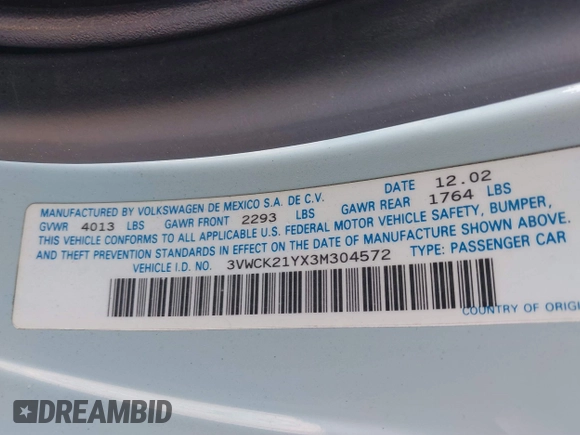 MANUFACTURED BY VOLKSWAGEN DE MEXICO S.A. DE C.V. DATE 12.02
GVWR 4013 LBS GAWR FRONT 2293 LBS GAWR REAR 1764 LBS
THIS VEHICLE CONFORMS TO ALL APPLICABLE U.S. FEDERAL MOTOR VEHICLE SAFETY, BUMPER,
AND THEFT PREVENTION STANDARDS IN EFFECT ON THE DATE OF MANUFACTURE SHOWN ABOVE.
VEHICLE I.D. NO. 3VWCK21YX3M304572 TYPE: PASSENGER CAR
COUNTRY OF ORIGI
DREAMBID